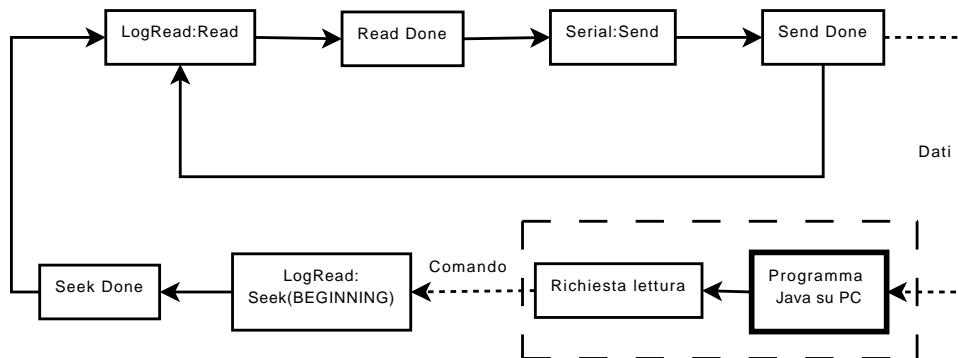 LogRead:Read
Read Done
Serial:Send
Send Done
Dati
Seek Done
LogRead:
Seek(BEGINNING)
Comando
Richiesta lettura
Programma
Java su PC